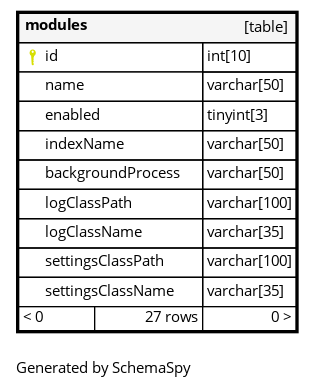 modules [table]
id int[10]
name varchar[50]
enabled tinyint[3]
indexName varchar[50]
backgroundProcess varchar[50]
logClassPath varchar[100]
logClassName varchar[35]
settingsClassPath varchar[100]
settingsClassName varchar[35]
< 0 27 rows 0 >
Generated by SchemaSpy